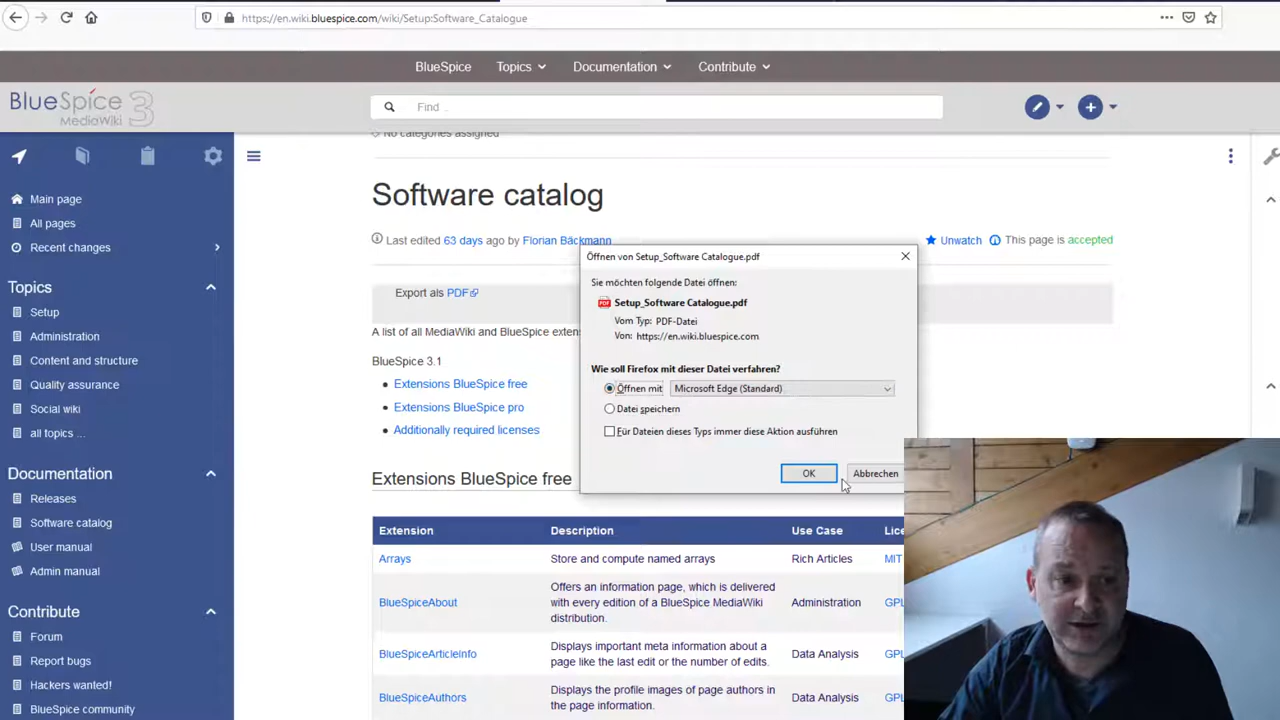 https://en.wiki.bluespice.com/wiki/Setup:Software_Catalogue
BlueSpice
Topics
Documentation
Contribute
BlueSpice 3
MediaWiki
Find ..
No categories assigned
Main page
All pages
Recent changes
Topics
Setup
Administration
Content and structure
Quality assurance
Social wiki
all topics ...
Documentation
Releases
Software catalog
User manual
Admin manual
Contribute
Forum
Report bugs
Hackers wanted!
BlueSpice community
Software catalog
Last edited 63 days ago by Florian Bäckmann
Unwatch
This page is accepted
Export als PDF
A list of all MediaWiki and BlueSpice exten
BlueSpice 3.1
Extensions BlueSpice free
Extensions BlueSpice pro
Additionally required licenses
Extensions BlueSpice free
Öffnen von Setup_Software Catalogue.pdf
Sie möchten folgende Datei öffnen:
PDF
Setup_Software Catalogue.pdf
Vom Typ: PDF-Datei
Von: https://en.wiki.bluespice.com
Wie soll Firefox mit dieser Datei verfahren?
Öffnen mit
Microsoft Edge (Standard)
Datei speichern
Für Dateien dieses Typs immer diese Aktion ausführen
OK
Abbrechen
Extension Description Use Case Lice
Arrays Store and compute named arrays Rich Articles MIT
BlueSpiceAbout
Offers an information page, which is delivered
with every edition of a BlueSpice MediaWiki
distribution.
Administration
GPL
BlueSpiceArticleInfo
Displays important meta information about a
page like the last edit or the number of edits.
Data Analysis
GPL
BlueSpiceAuthors
Displays the profile images of page authors in
the page information.
Data Analysis
GPL